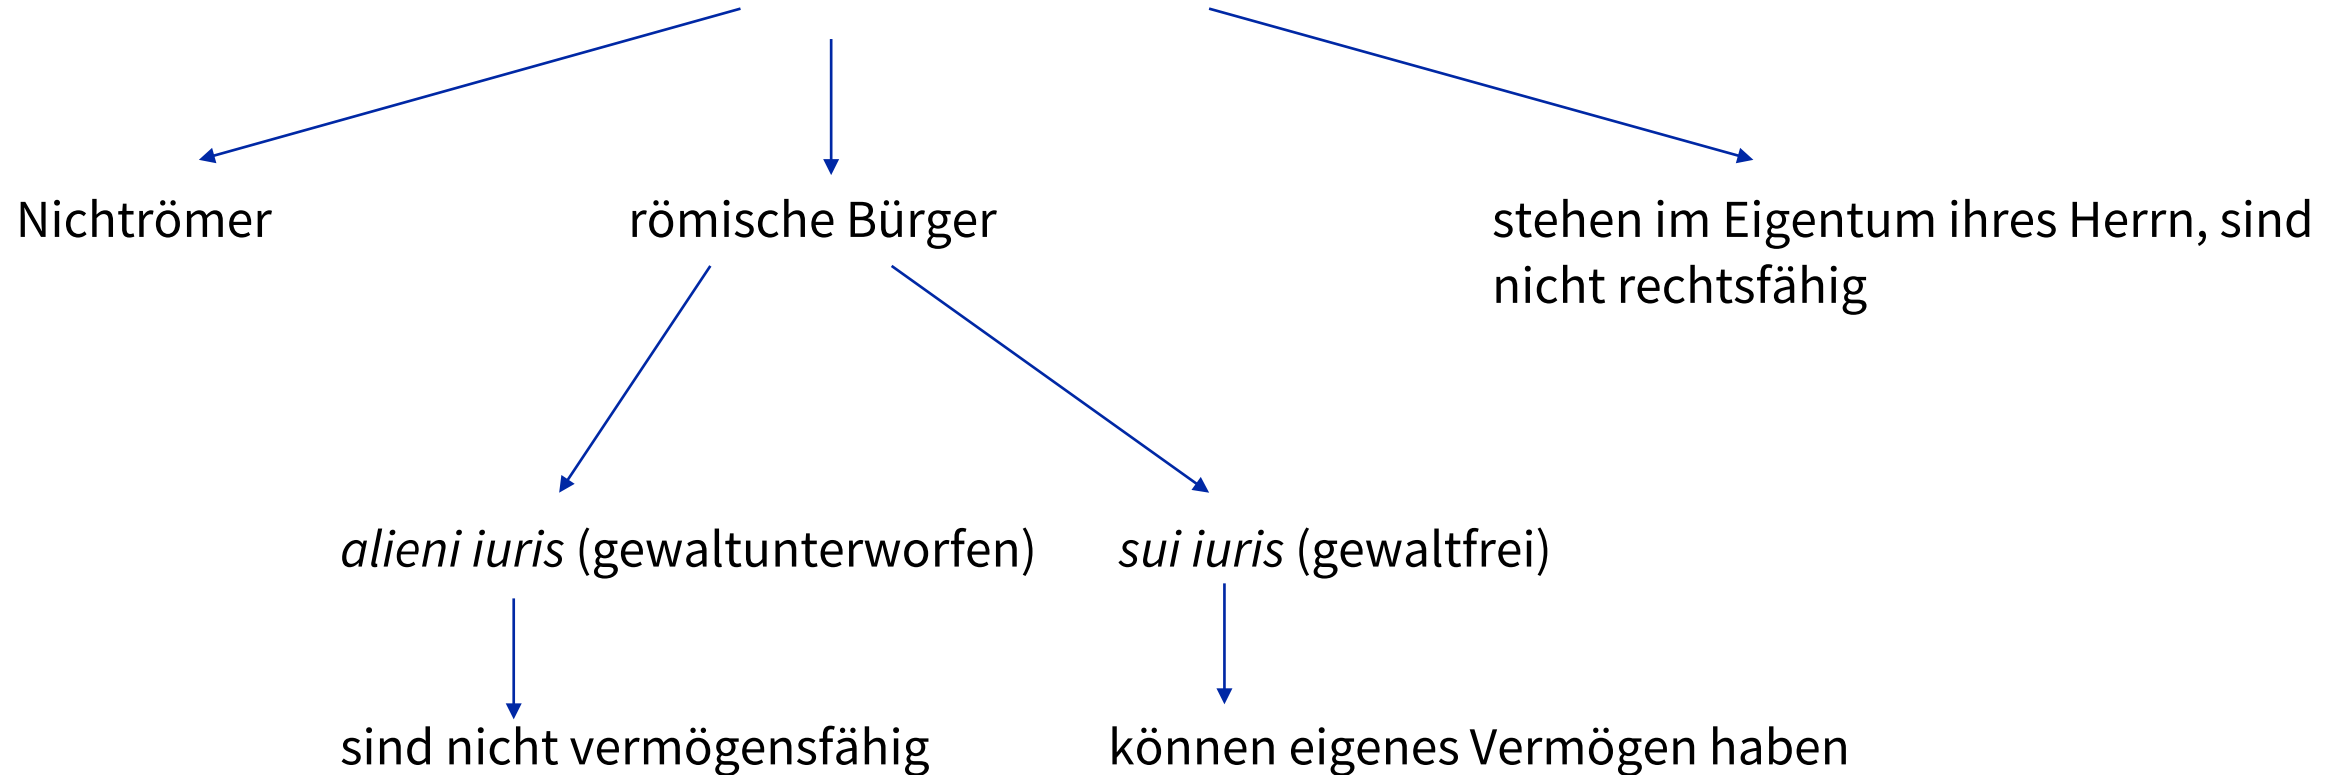 Nichtrömer
römische Bürger
stehen im Eigentum ihres Herrn, sind
nicht rechtsfähig
alieni iuris (gewaltunterworfen)
sui iuris (gewaltfrei)
sind nicht vermögensfähig
können eigenes Vermögen haben